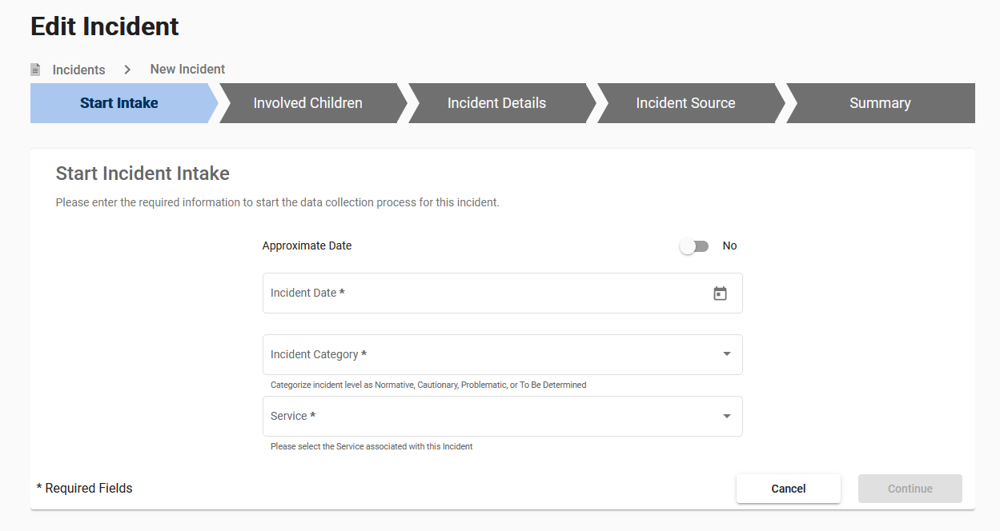 Edit Incident
Incidents > New Incident
Start Intake
Involved Children
Incident Details
Incident Source
Summary
Start Incident Intake
Please enter the required information to start the data collection process for this incident.
Approximate Date No
Incident Date *
Incident Category *
Categorize incident level as Normative, Cautionary, Problematic, or To Be Determined
Service *
Please select the Service associated with this Incident
* Required Fields
Cancel
Continue